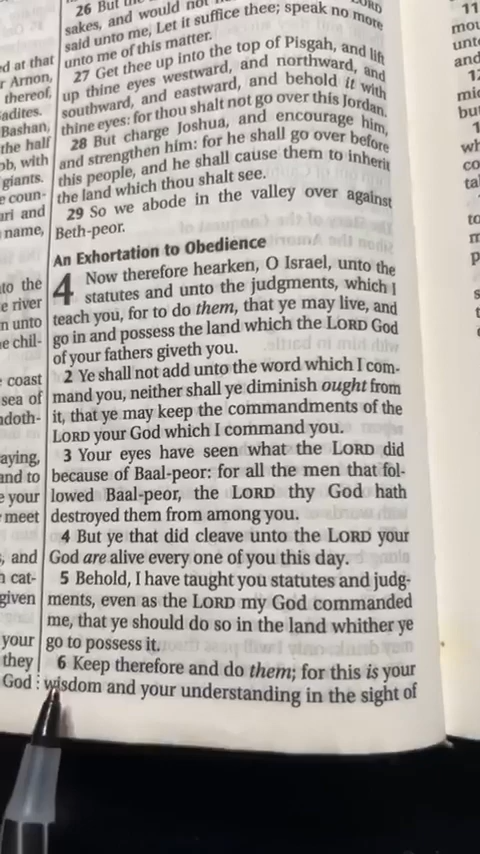 LORD
26 But the
sakes, and would not
said unto me, Let it suffice thee; speak no more
unto me of this matter.
27 Get thee up into the top of Pisgah, and lift
up thine eyes westward, and northward, and
southward, and eastward, and behold it with
thine eyes: for thou shalt not go over this Jordan.
28 But charge Joshua, and encourage him,
and strengthen him: for he shall go over before
this people, and he shall cause them to inherit
the land which thou shalt see.
29 So we abode in the valley over against
Beth-peor.
An Exhortation to Obedience
4 Now therefore hearken, O Israel, unto the
statutes and unto the judgments, which I
teach you, for to do them, that ye may live, and
go in and possess the land which the LORD God
of your fathers giveth you.
2 Ye shall not add unto the word which I com-
mand you, neither shall ye diminish ought from
it, that ye may keep the commandments of the
LORD your God which I command you.
3 Your eyes have seen what the LORD did
because of Baal-peor: for all the men that fol-
lowed Baal-peor, the LORD thy God hath
destroyed them from among you.
4 But ye that did cleave unto the LORD your
God are alive every one of you this day.
5 Behold, I have taught you statutes and judg-
ments, even as the LORD my God commanded
me, that ye should do so in the land whither ye
go to possess it.
6 Keep therefore and do them; for this is your
wisdom and your understanding in the sight of